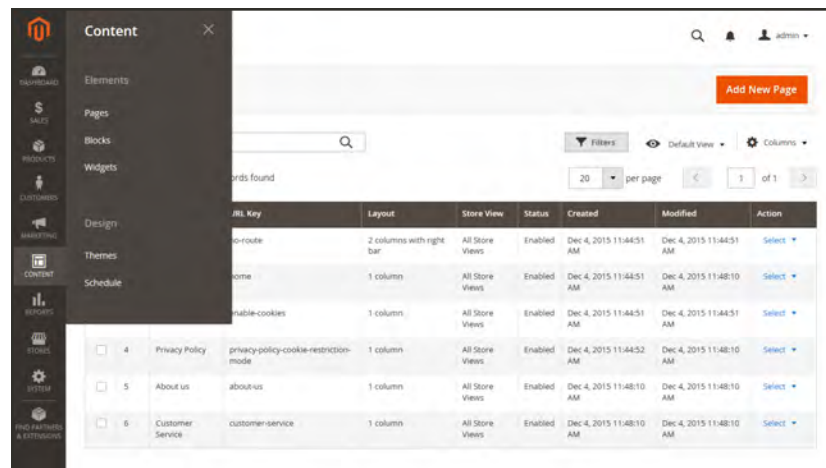 Content
admin
DASHBOARD
Elements
Add New Page
SALES
Pages
Blocks
Filters
Default View
Columns
PRODUCTS
Widgets
ords found
20
per page
1
of 1
CUSTOMERS
Design
URL Key
Layout
Store View
Status
Created
Modified
Action
MARKETING
no-route
2 columns with right
bar
All Store
Views
Enabled
Dec 4, 2015 11:44:51
AM
Dec 4, 2015 11:44:51
AM
Select
Themes
CONTENT
Schedule
home
1 column
All Store
Views
Enabled
Dec 4, 2015 11:44:51
AM
Dec 4, 2015 11:48:10
AM
Select
REPORTS
enable-cookies
1 column
All Store
Views
Enabled
Dec 4, 2015 11:44:51
AM
Dec 4, 2015 11:44:51
AM
Select
STORES
4
Privacy Policy
privacy-policy-cookie-restriction-
mode
1 column
All Store
Views
Enabled
Dec 4, 2015 11:44:52
AM
Dec 4, 2015 11:48:10
AM
Select
SYSTEM
5
About us
about-us
1 column
All Store
Views
Enabled
Dec 4, 2015 11:48:10
AM
Dec 4, 2015 11:48:10
AM
Select
FIND PARTNERS
& EXTENSIONS
6
Customer
Service
customer-service
1 column
All Store
Views
Enabled
Dec 4, 2015 11:48:10
AM
Dec 4, 2015 11:48:10
AM
Select